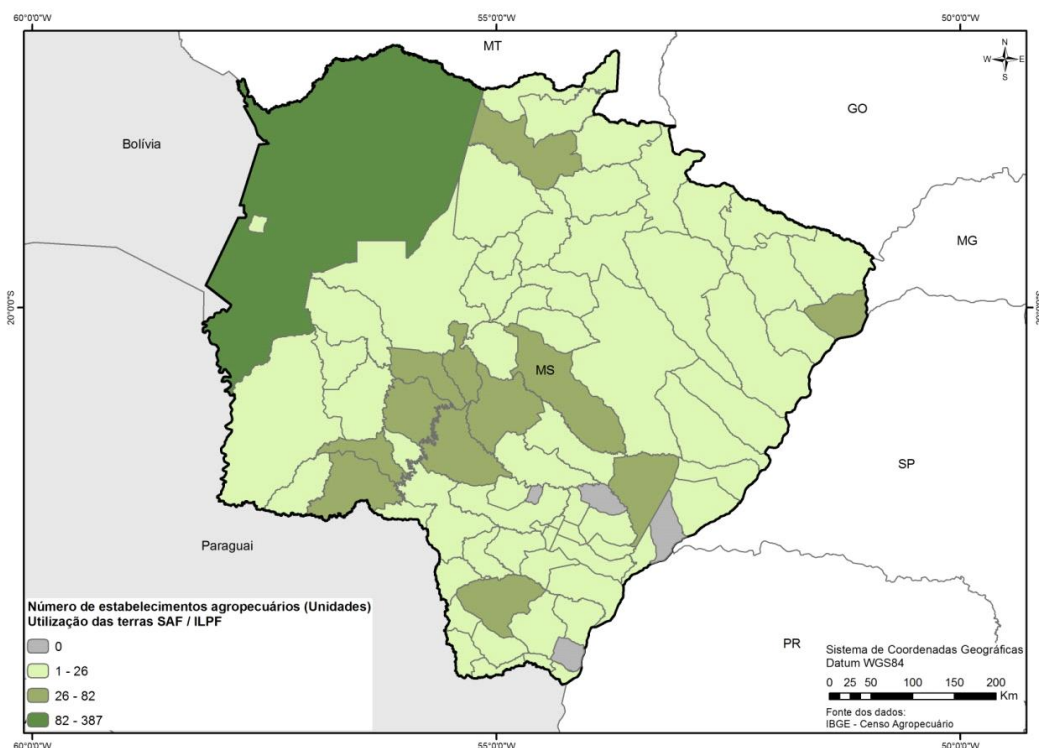 60°0'0"W
55°0'0"W
50°0'0"W
MT
N
W
E
S
GO
Bolívia
MG
20°0'0"S
20°0'0"S
MS
SP
Paraguai
PR
Número de estabelecimentos agropecuários (Unidades)
Utilização das terras SAF / ILPF
0
1 - 26
26 - 82
82 - 387
Sistema de Coordenadas Geográficas
Datum WGS84
0 25 50 100 150 200
Km
Fonte dos dados:
IBGE - Censo Agropecuário
60°0'0"W
55°0'0"W
50°0'0"W